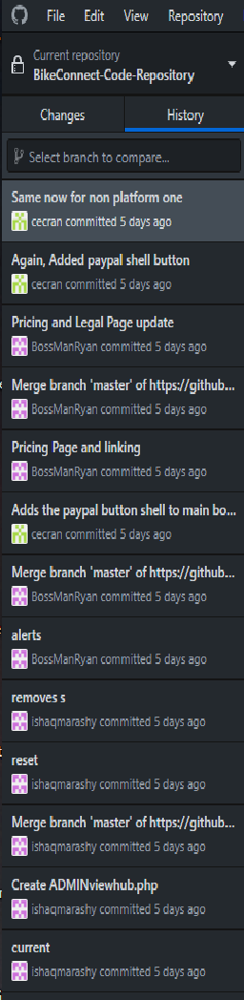 File Edit View Repository
Current repository
BikeConnect-Code-Repository
Changes History
Select branch to compare...
Same now for non platform one
cecran committed 5 days ago
Again, Added paypal shell button
cecran committed 5 days ago
Pricing and Legal Page update
BossManRyan committed 5 days ago
Merge branch 'master' of https://github...
BossManRyan committed 5 days ago
Pricing Page and linking
BossManRyan committed 5 days ago
Adds the paypal button shell to main bo...
cecran committed 5 days ago
Merge branch 'master' of https://github...
BossManRyan committed 5 days ago
alerts
BossManRyan committed 5 days ago
removes s
ishaqmarashy committed 5 days ago
reset
ishaqmarashy committed 5 days ago
Merge branch 'master' of https://github...
ishaqmarashy committed 5 days ago
Create ADMINviewhub.php
ishaqmarashy committed 5 days ago
current
ishaqmarashy committed 5 days ago